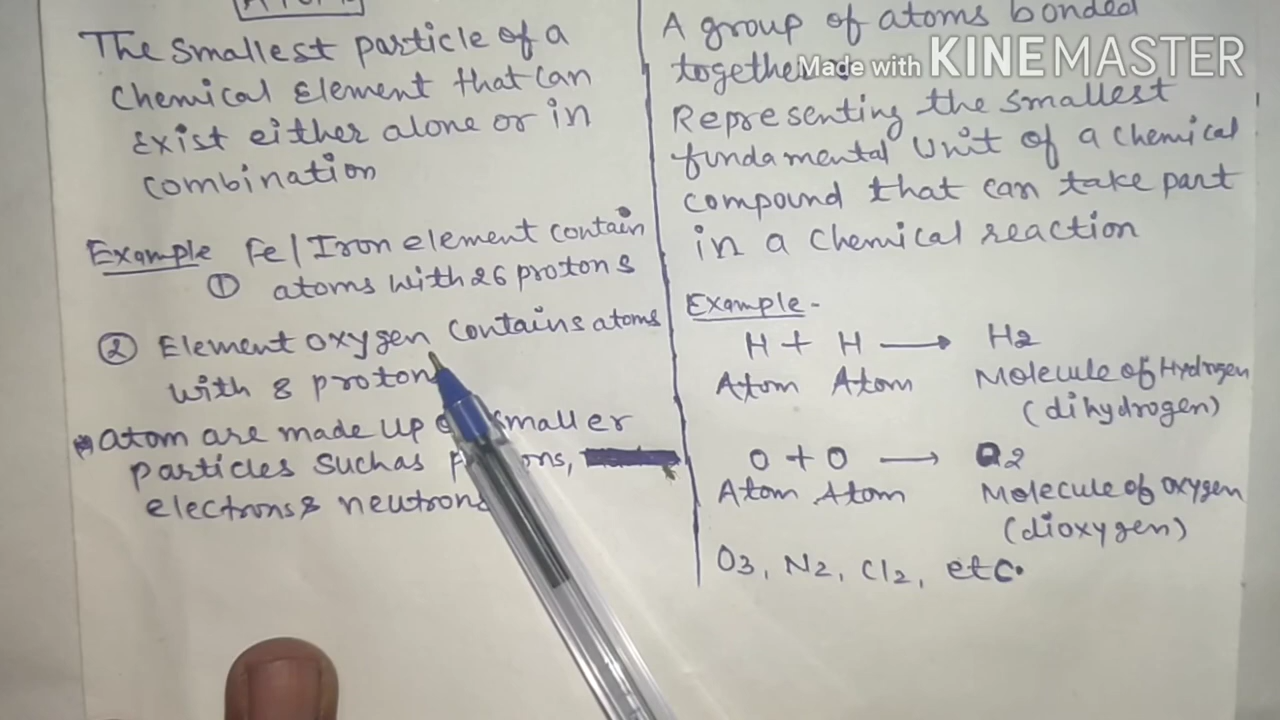 The smallest particle of a
chemical element that can
exist either alone or in
combination
Example Fe/Iron element contain
① atoms with 26 protons
② Element oxygen contains atoms
with 8 proton
Atom are made up smaller
particles such as
electrons & neutrons
A group of atoms bonded
together
Representing the smallest
fundamental unit of a chemical
compound that can take part
in a chemical reaction
Example -
H + H → H2
Atom Atom Molecule of Hydrogen
(dihydrogen)
O + O → O2
Atom Atom Molecule of oxygen
(dioxygen)
O3, N2, Cl2, etc.
Made with KINEMASTER